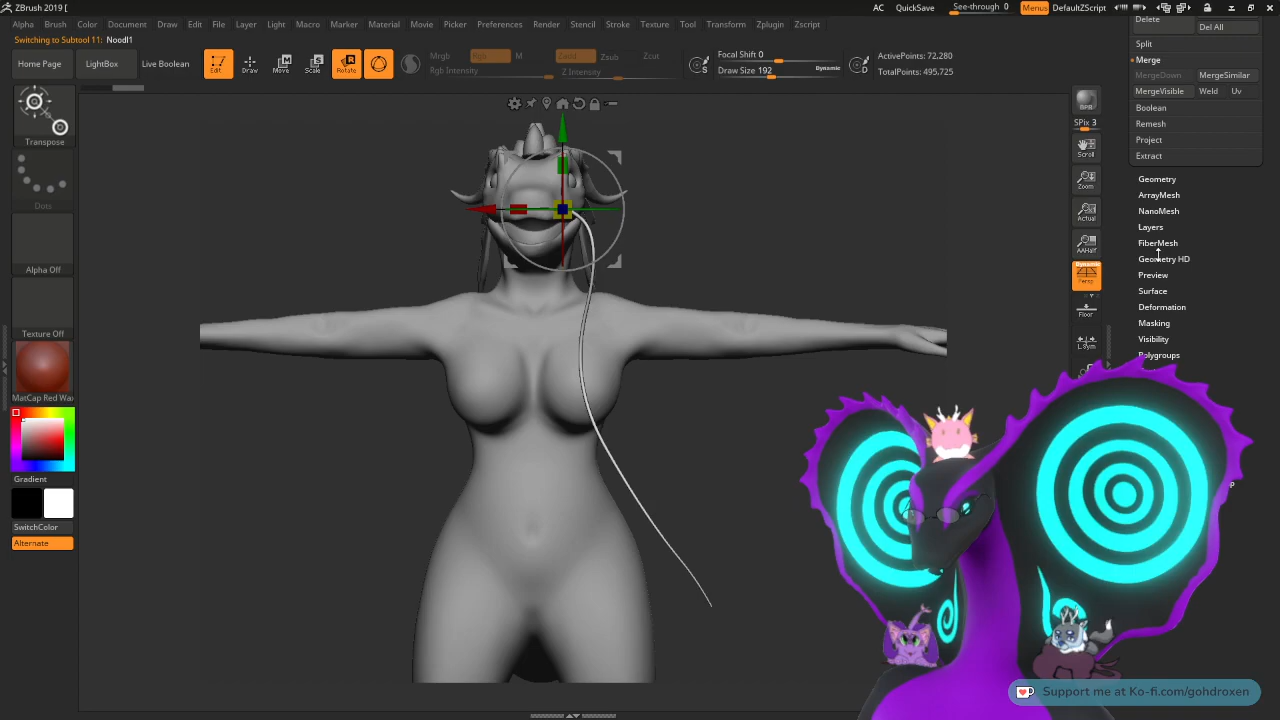 ZBrush 2019 [
AC
QuickSave
See-through 0
Menus
DefaultZScript
Alpha
Brush
Color
Document
Draw
Edit
File
Layer
Light
Macro
Marker
Material
Movie
Picker
Preferences
Render
Stencil
Stroke
Texture
Tool
Transform
Zplugin
Zscript
Switching to Subtool 11: Noodl1
Home Page
LightBox
Live Boolean
Edit
Draw
Move
Scale
Rotate
Mrgb
Rgb
Rgb Intensity
Zadd
Zsub
Zcut
Z Intensity
Focal Shift 0
Draw Size 192
Dynamic
ActivePoints: 72,280
TotalPoints: 495,725
Transpose
Dots
Alpha Off
Texture Off
MatCap Red Wax
Gradient
SwitchColor
Alternate
BPR
SPix 3
Scroll
Zoom
Actual
AAHalf
Dynamic
Persp
Floor
L.Sym
Delete
Del All
Split
Merge
MergeDown
MergeSimilar
MergeVisible
Weld
Uv
Boolean
Remesh
Project
Extract
Geometry
ArrayMesh
NanoMesh
Layers
FiberMesh
Geometry HD
Preview
Surface
Deformation
Masking
Visibility
Polygroups
Support me at Ko-fi.com/gohdroxen